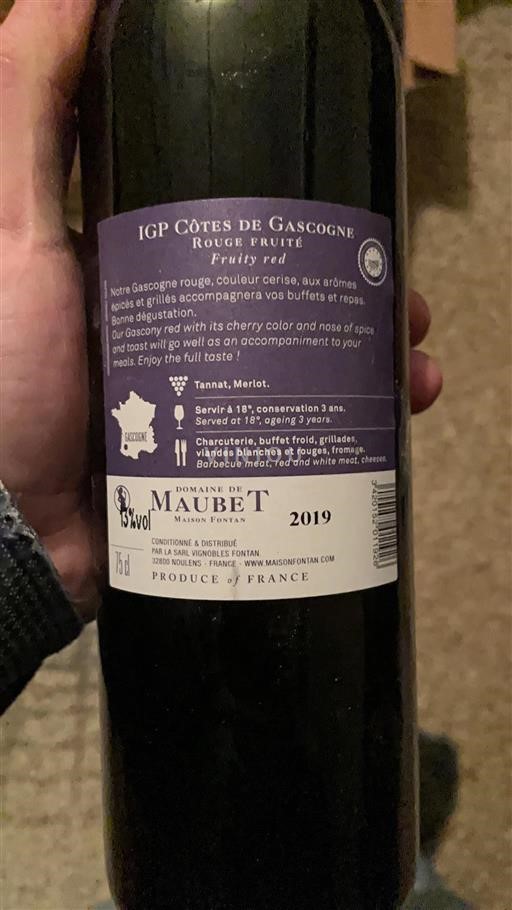 IGP CÔTES DE GASCOGNE
ROUGE FRUITÉ
Fruity red
Notre Gascogne rouge, couleur cerise, aux arômes
épicés et grillés accompagnera vos buffets et repas.
Bonne dégustation.
Our Gascony red with its cherry color and nose of spice
and toast will go well as an accompaniment to your
meals. Enjoy the full taste !
Tannat, Merlot.
GASCOGNE
Servir à 18°, conservation 3 ans.
Served at 18°, ageing 3 years.
Charcuterie, buffet froid, grillades,
viandes blanches et rouges, fromage.
Barbecue meat, red and white meat, cheeses.
DOMAINE DE
MAUBET
MAISON FONTAN
2019
13%vol
75 cl
CONDITIONNÉ & DISTRIBUÉ
PAR LA SARL VIGNOBLES FONTAN
32800 NOULENS - FRANCE - WWW.MAISONFONTAN.COM
PRODUCE of FRANCE